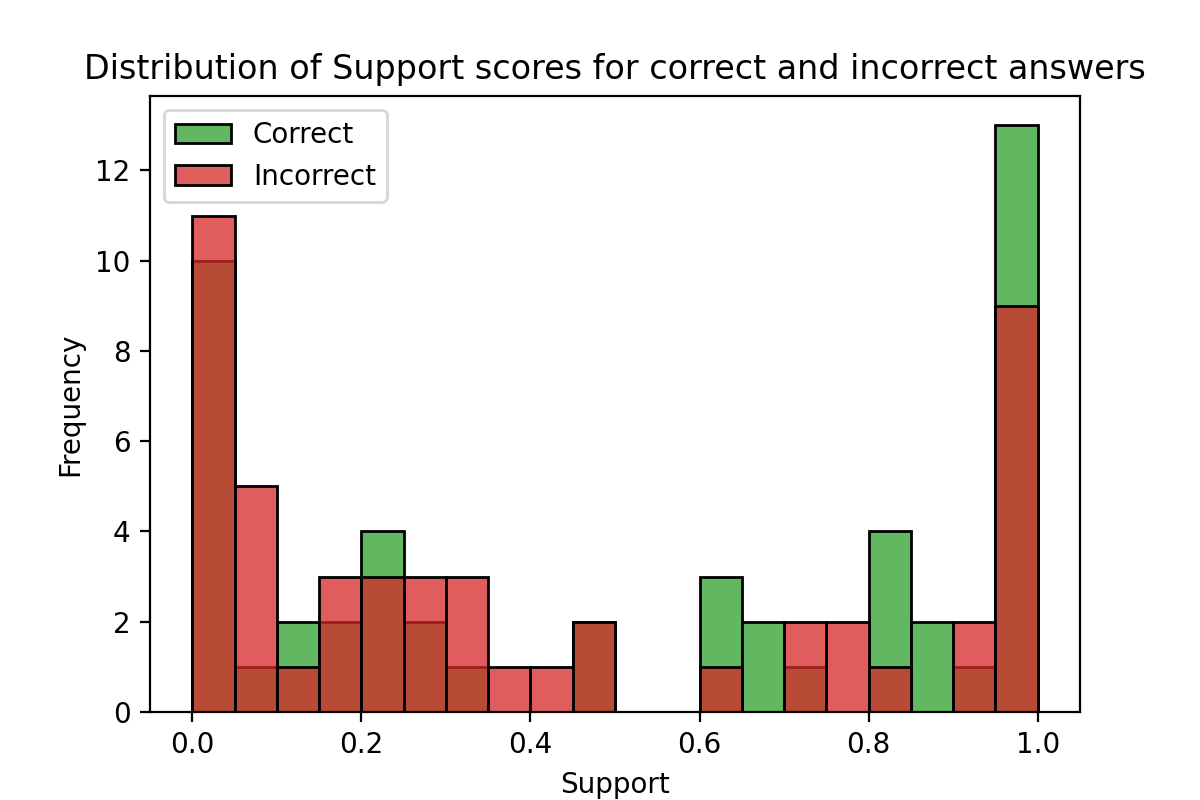 Distribution of Support scores for correct and incorrect answers
Correct
Incorrect
12
10
8
6
4
2
0
Frequency
0.0 0.2 0.4 0.6 0.8 1.0
Support